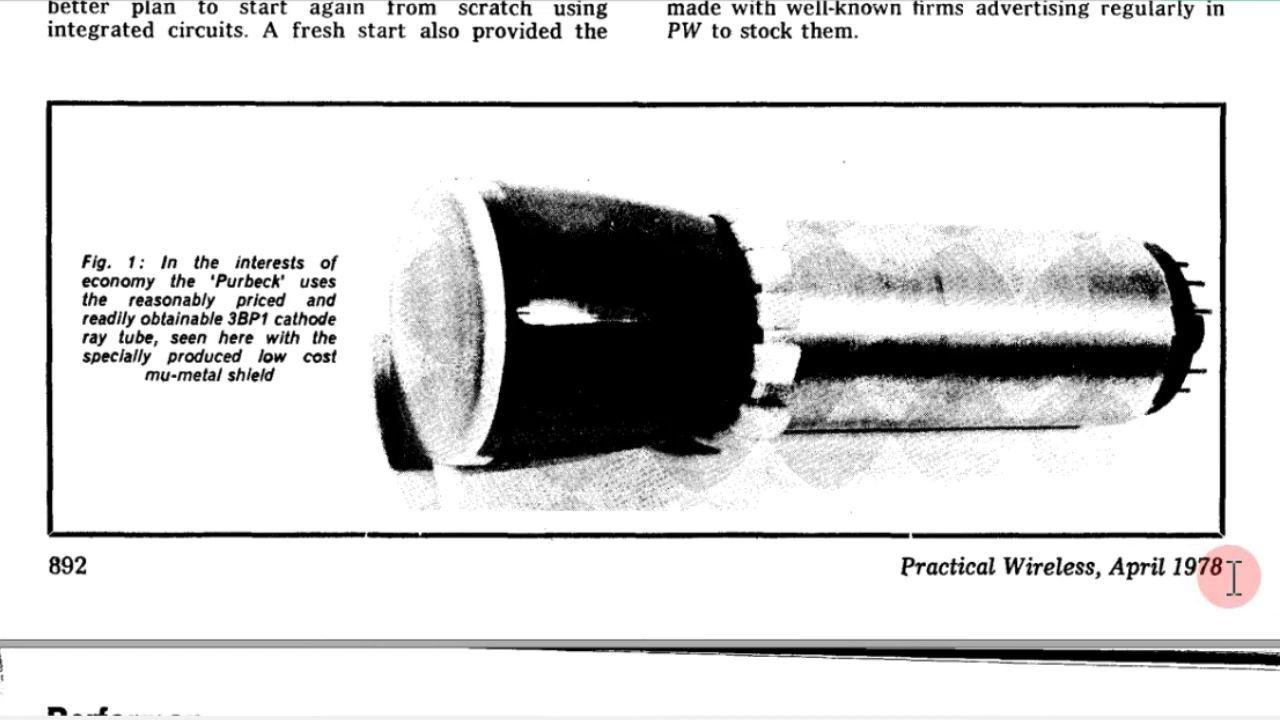 better plan to start again from scratch using
integrated circuits. A fresh start also provided the
made with well-known firms advertising regularly in
PW to stock them.
Fig. 1: In the interests of
economy the 'Purbeck' uses
the reasonably priced and
readily obtainable 3BP1 cathode
ray tube, seen here with the
specially produced low cost
mu-metal shield
892
Practical Wireless, April 1978